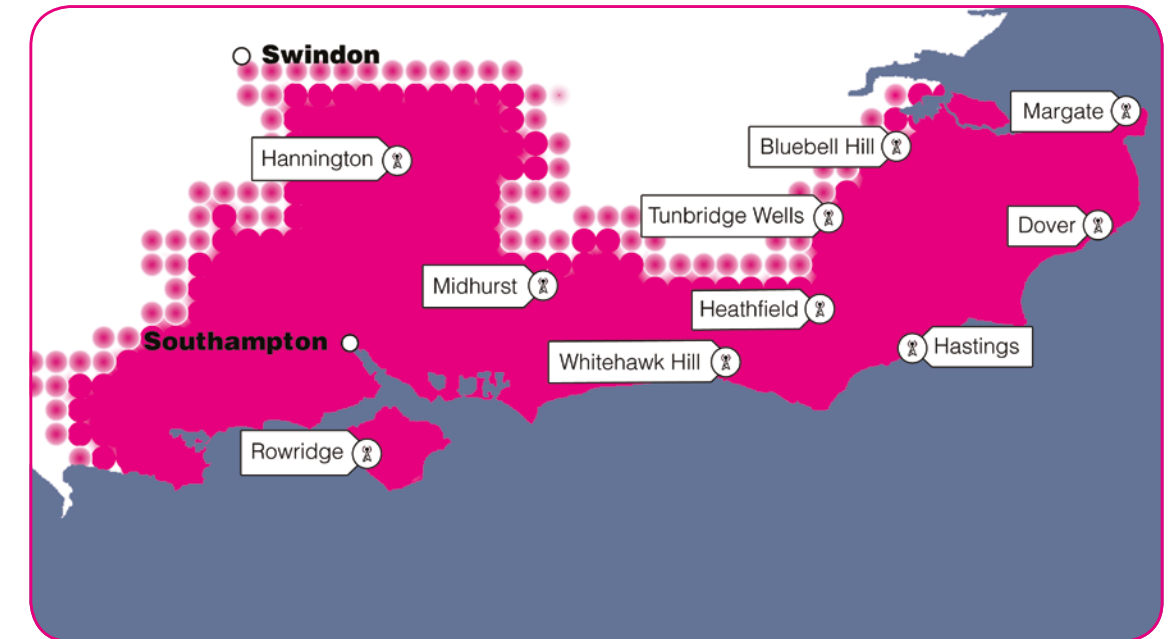 Swindon
Margate
Hannington
Bluebell Hill
Tunbridge Wells
Dover
Midhurst
Heathfield
Southampton
Whitehawk Hill
Hastings
Rowridge